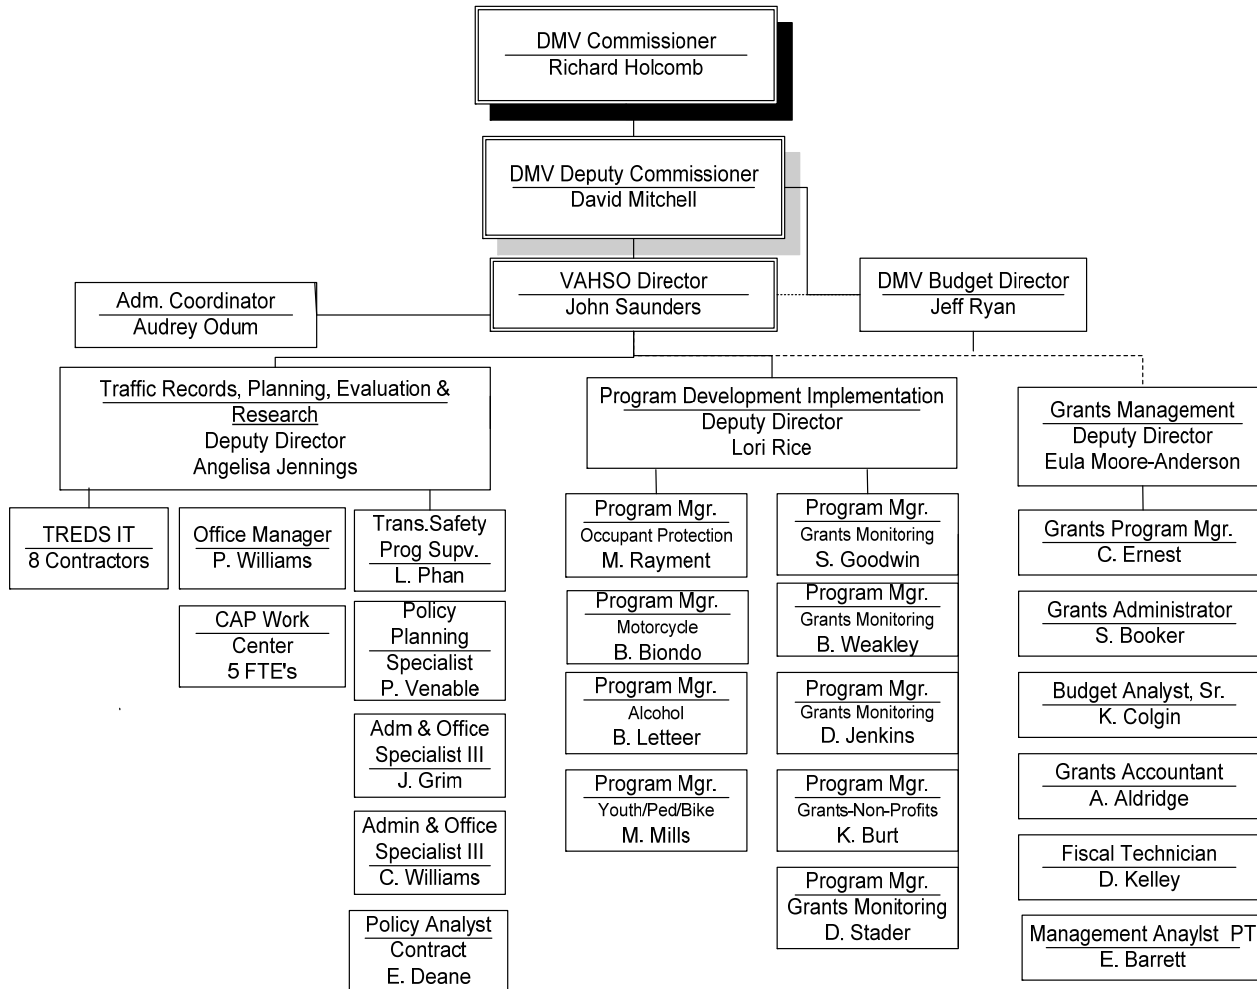 DMV Commissioner
Richard Holcomb
DMV Deputy Commissioner
David Mitchell
VAHSO Director
John Saunders
DMV Budget Director
Jeff Ryan
Adm. Coordinator
Audrey Odum
Traffic Records, Planning, Evaluation &
Research
Deputy Director
Angelisa Jennings
Program Development Implementation
Deputy Director
Lori Rice
Grants Management
Deputy Director
Eula Moore-Anderson
TREDS IT
8 Contractors
Office Manager
P. Williams
CAP Work
Center
5 FTE's
Trans.Safety
Prog Supv.
L. Phan
Policy
Planning
Specialist
P. Venable
Adm & Office
Specialist III
J. Grim
Admin & Office
Specialist III
C. Williams
Policy Analyst
Contract
E. Deane
Program Mgr.
Occupant Protection
M. Rayment
Program Mgr.
Motorcycle
B. Biondo
Program Mgr.
Alcohol
B. Letteer
Program Mgr.
Youth/Ped/Bike
M. Mills
Program Mgr.
Grants Monitoring
S. Goodwin
Program Mgr.
Grants Monitoring
B. Weakley
Program Mgr.
Grants Monitoring
D. Jenkins
Program Mgr.
Grants-Non-Profits
K. Burt
Program Mgr.
Grants Monitoring
D. Stader
Grants Program Mgr.
C. Ernest
Grants Administrator
S. Booker
Budget Analyst, Sr.
K. Colgin
Grants Accountant
A. Aldridge
Fiscal Technician
D. Kelley
Management Anaylst PT
E. Barrett